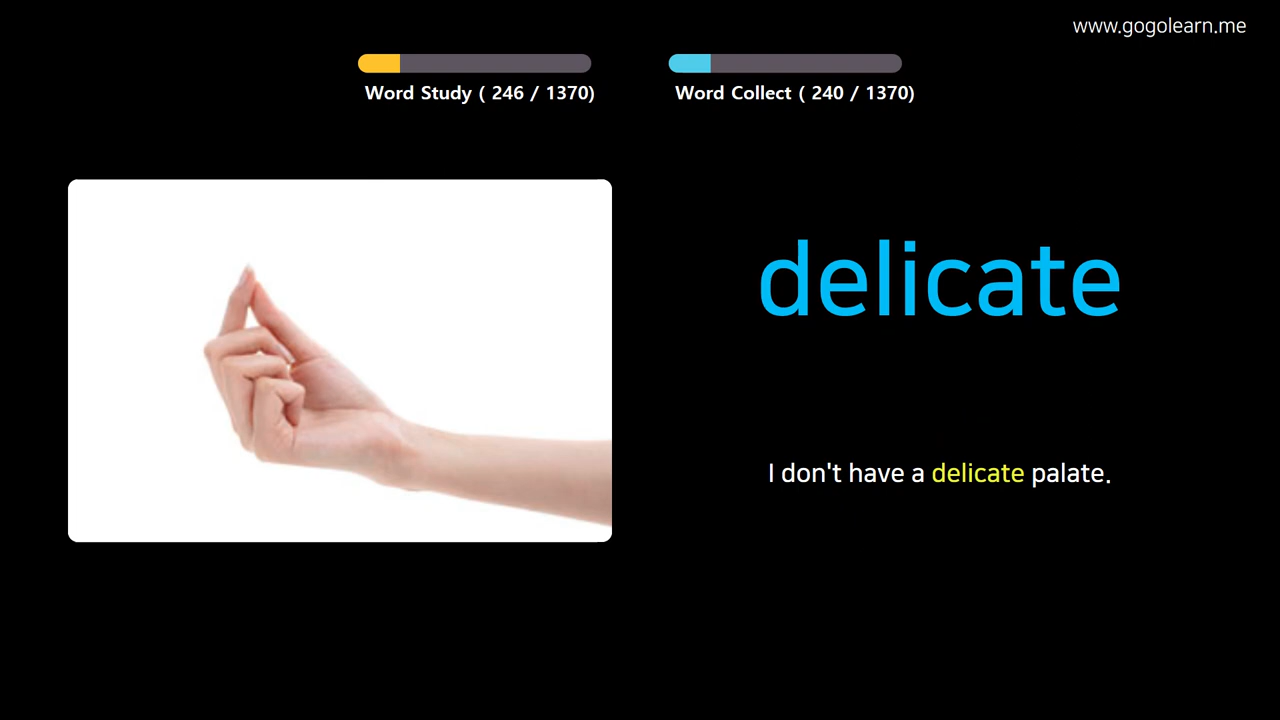 www.gogolearn.me
Word Study ( 246 / 1370)
Word Collect ( 240 / 1370)
delicate
I don't have a delicate palate.